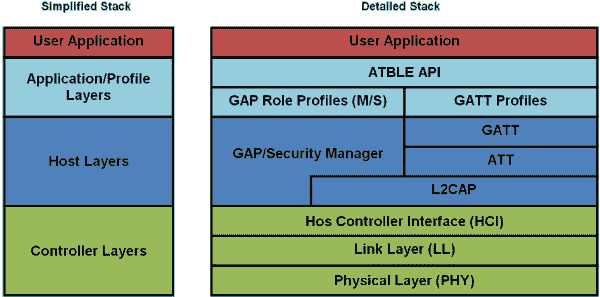 Simplified Stack
User Application
Application/Profile
Layers
Host Layers
Controller Layers
Detailed Stack
User Application
ATBLE API
GAP Role Profiles (M/S)
GATT Profiles
GAP/Security Manager
GATT
ATT
L2CAP
Hos Controller Interface (HCI)
Link Layer (LL)
Physical Layer (PHY)